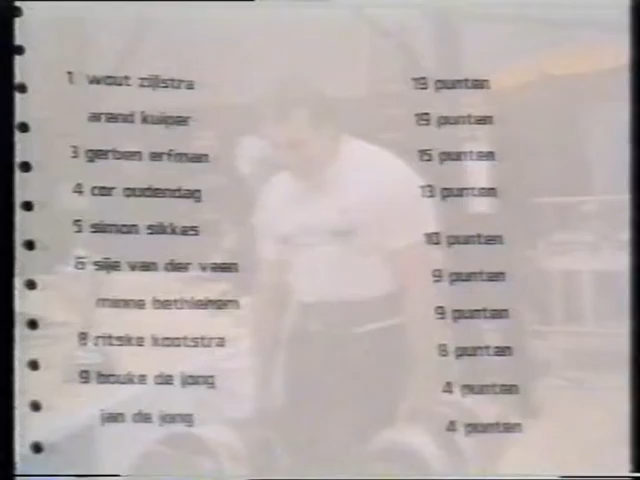 1 wout zijlstra 19 punten
arend kuiper 19 punten
3 gerben erfman 15 punten
4 cor oudendag 13 punten
5 simon sikkes 10 punten
6 sije van der veen 9 punten
minne bethlehem 9 punten
8 ritske kootstra 6 punten
9 bouke de jong 4 punten
jan de jong 4 punten